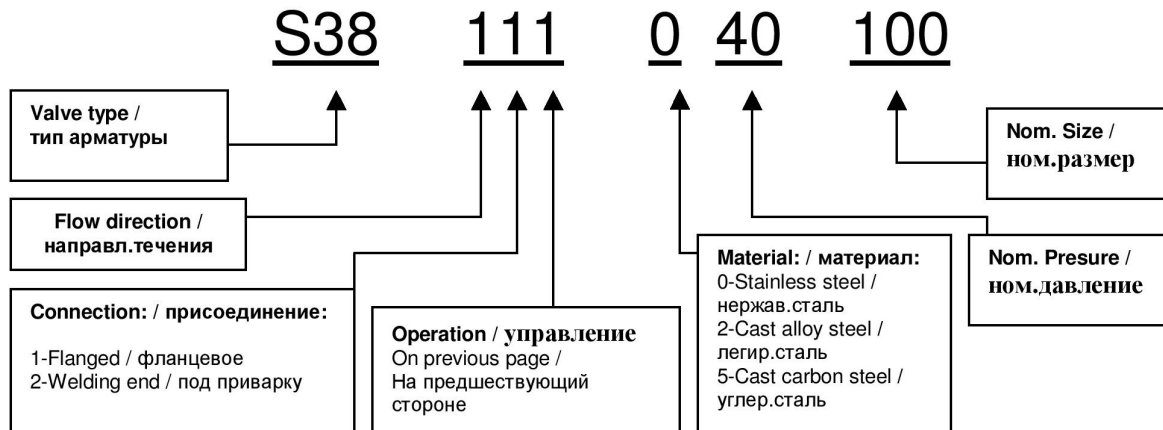 S38 111 0 40 100
Valve type /
тип арматуры
Nom. Size /
ном.размер
Flow direction /
направл.течения
Connection: / присоединение:
1-Flanged / фланцевое
2-Welding end / под приварку
Operation / управление
On previous page /
На предшествующий
стороне
Material: / материал:
0-Stainless steel /
нержав.сталь
2-Cast alloy steel /
легир.сталь
5-Cast carbon steel /
углер.сталь
Nom. Presure /
ном.давление